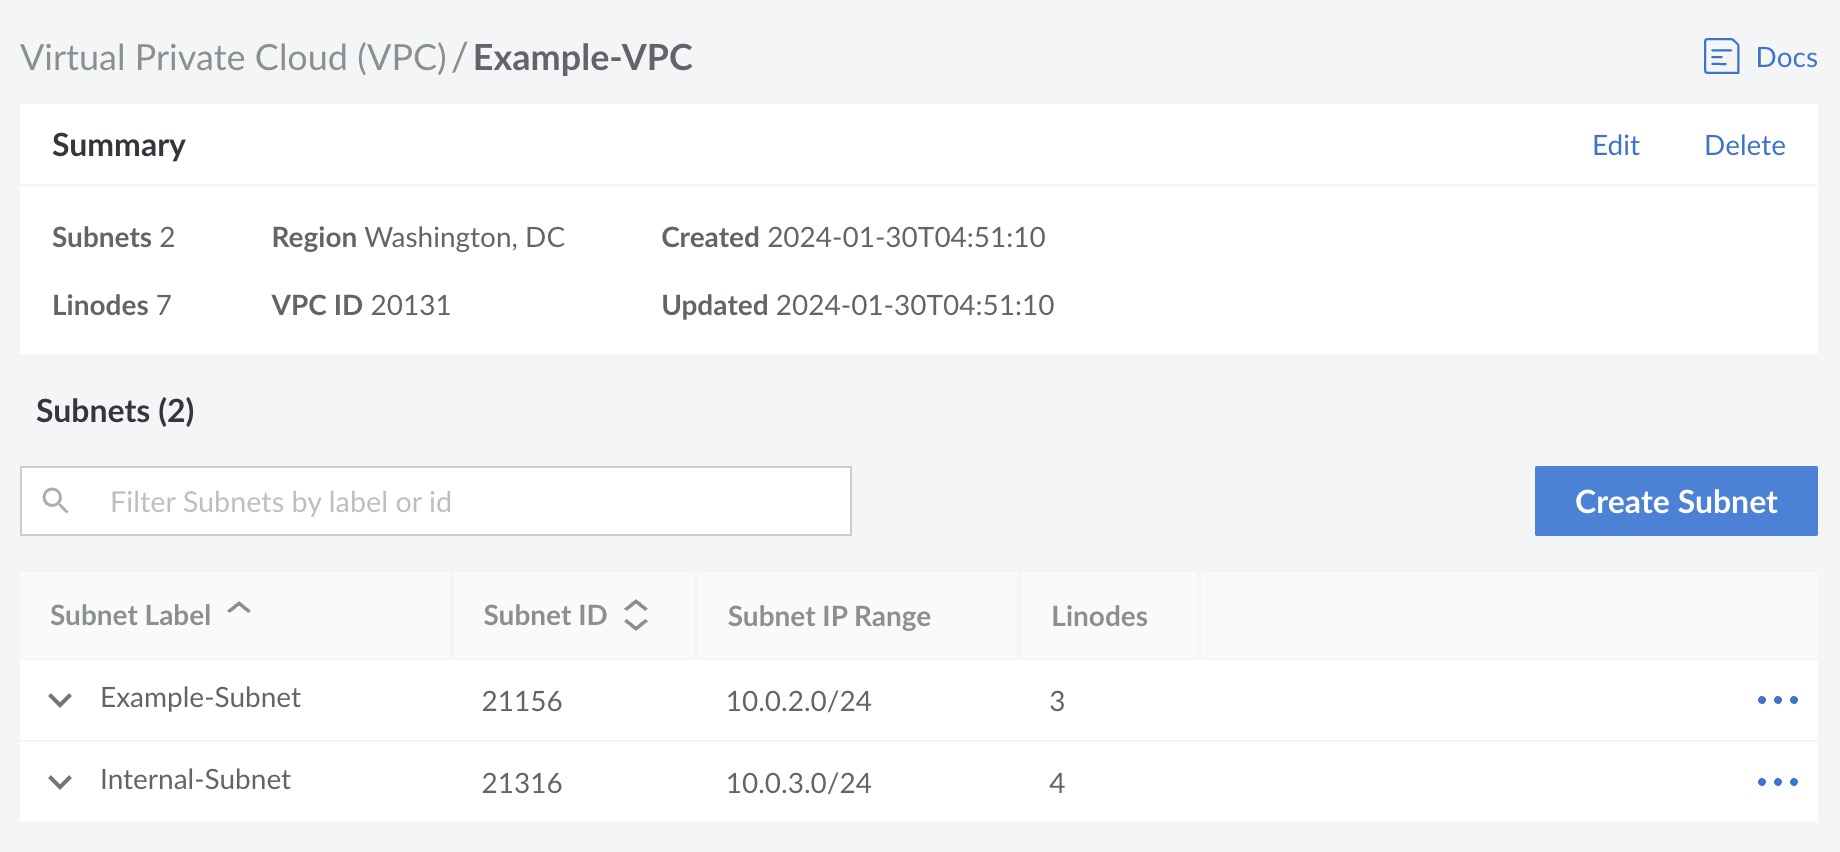 Virtual Private Cloud (VPC) / Example-VPC Docs
Summary Edit Delete
Subnets 2 Region Washington, DC Created 2024-01-30T04:51:10
Linodes 7 VPC ID 20131 Updated 2024-01-30T04:51:10
Subnets (2)
Filter Subnets by label or id Create Subnet
Subnet Label Subnet ID Subnet IP Range Linodes
Example-Subnet 21156 10.0.2.0/24 3
Internal-Subnet 21316 10.0.3.0/24 4